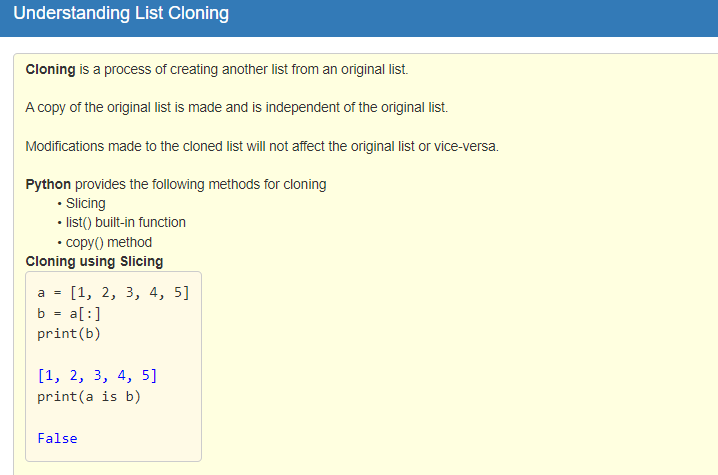 Understanding List Cloning
Cloning is a process of creating another list from an original list.
A copy of the original list is made and is independent of the original list.
Modifications made to the cloned list will not affect the original list or vice-versa.
Python provides the following methods for cloning
• Slicing
• list() built-in function
• copy() method
Cloning using Slicing
a = [1, 2, 3, 4, 5]
b = a[:]
print(b)
[1, 2, 3, 4, 5]
print(a is b)
False